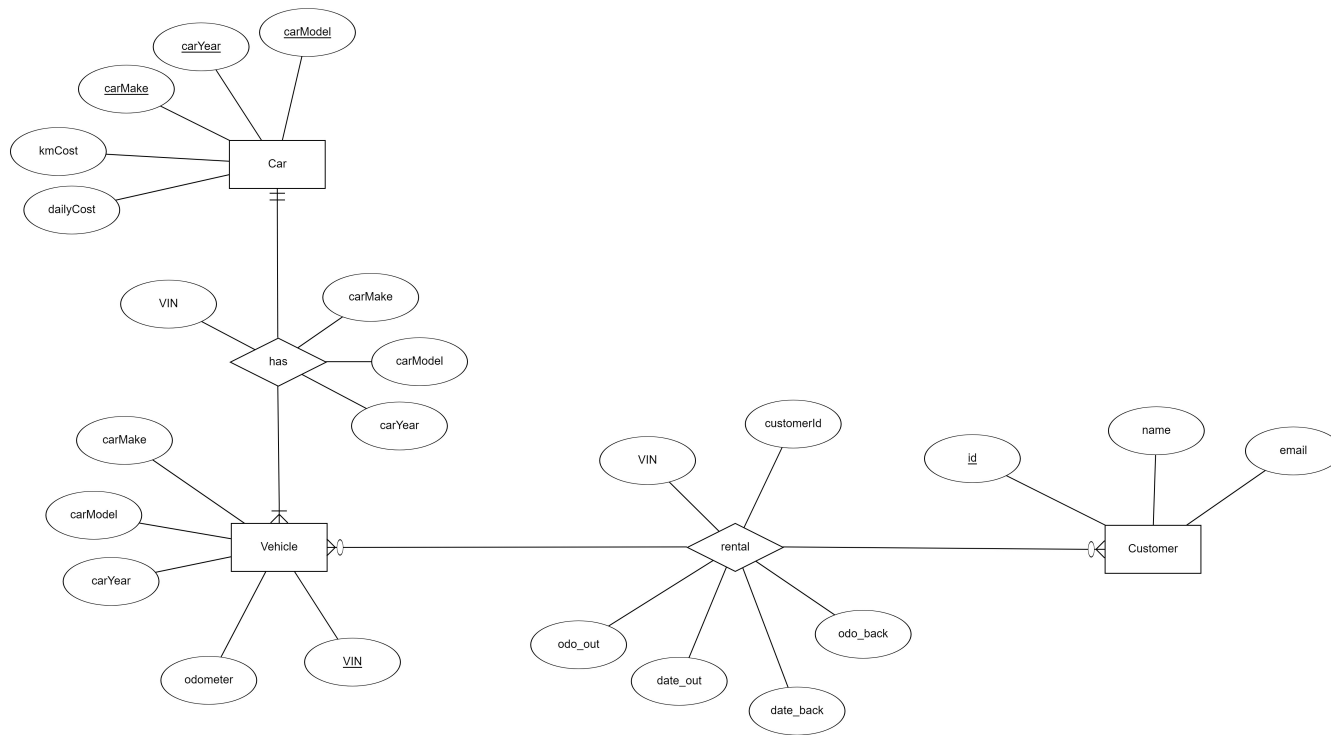 carModel
carYear
carMake
kmCost
Car
dailyCost
VIN
carMake
has
carModel
carYear
customerId
carMake
name
email
VIN
id
carModel
Vehicle
rental
Customer
carYear
odo_out
odo_back
VIN
odometer
date_out
date_back